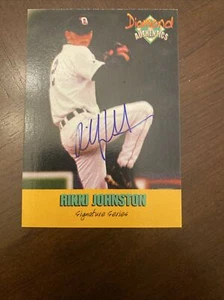 Diamond
AUTHENTICS
RIKKI JOHNSTON
Signature Series